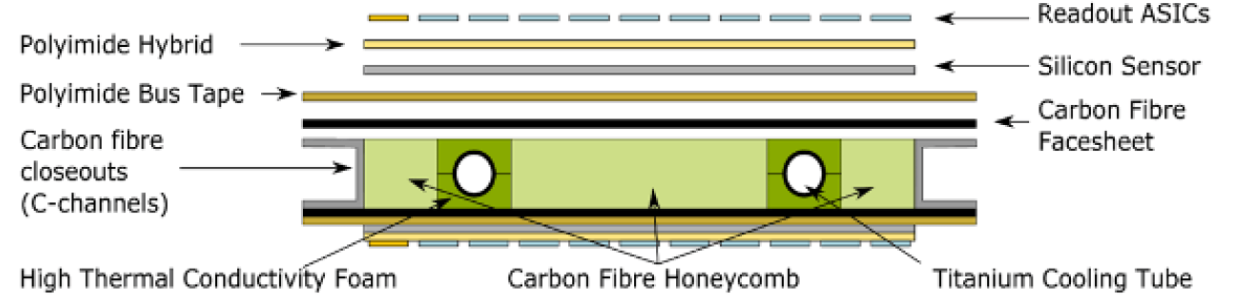 Readout ASICs
Polyimide Hybrid
Silicon Sensor
Polyimide Bus Tape
Carbon Fibre
Facesheet
Carbon fibre
closeouts
(C-channels)
High Thermal Conductivity Foam
Carbon Fibre Honeycomb
Titanium Cooling Tube